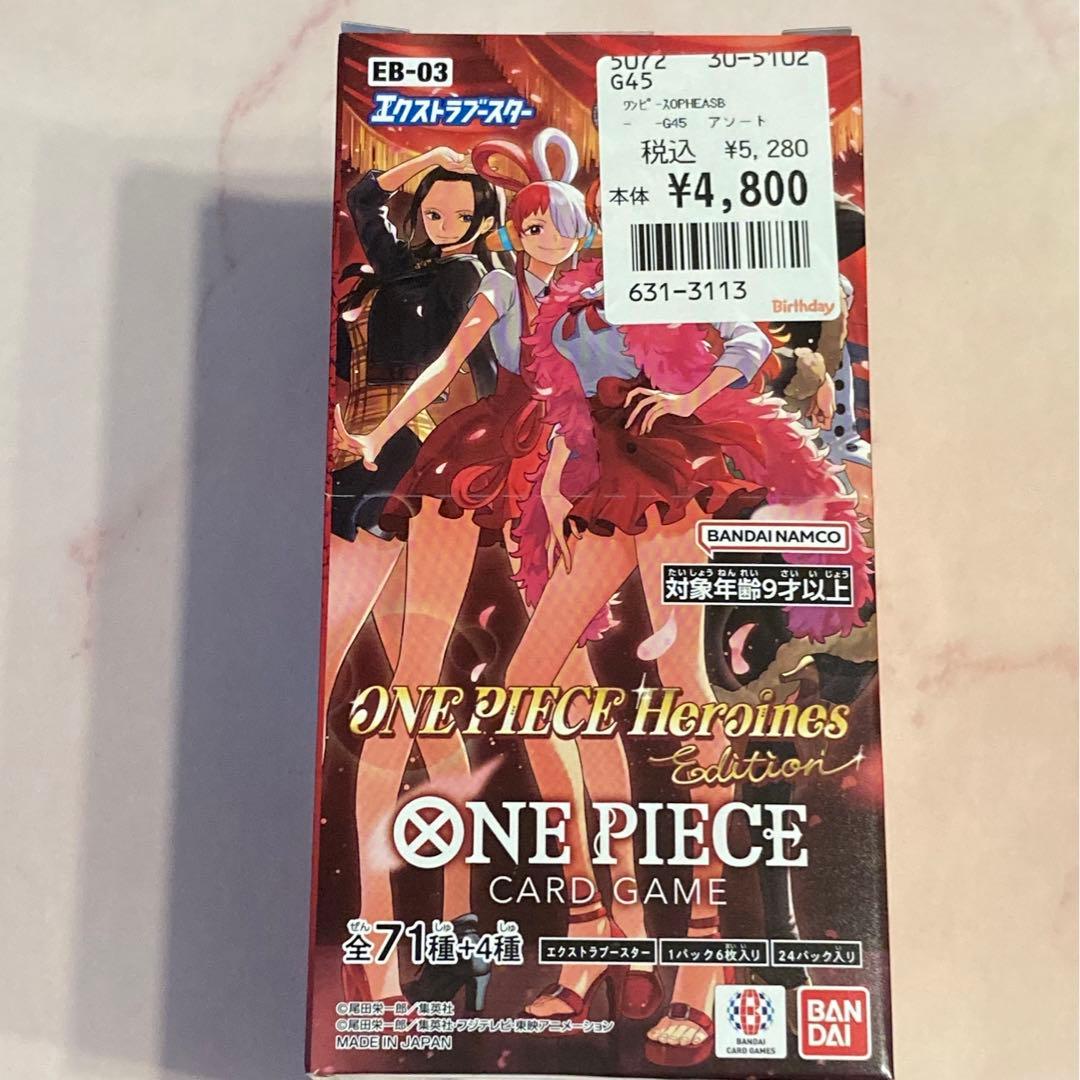 EB-03
エクストラブースター
5072 30-5102
G45
ワンピースOPHEASB
- -G45 アソート
税込 ¥5,280
本体 ¥4,800
631-3113
Birthday
BANDAI NAMCO
たいしょうねんれい さいいじょう
対象年齢9才以上
ONE PIECE Heroines
Edition
ONE PIECE
CARD GAME
ぜん しゅ しゅ
全71種+4種
エクストラブースター
1パック6枚入り
24パック入り
©尾田栄一郎/集英社
©尾田栄一郎/集英社・フジテレビ・東映アニメーション
MADE IN JAPAN
B
BANDAI
CARD GAMES
BAN
DAI